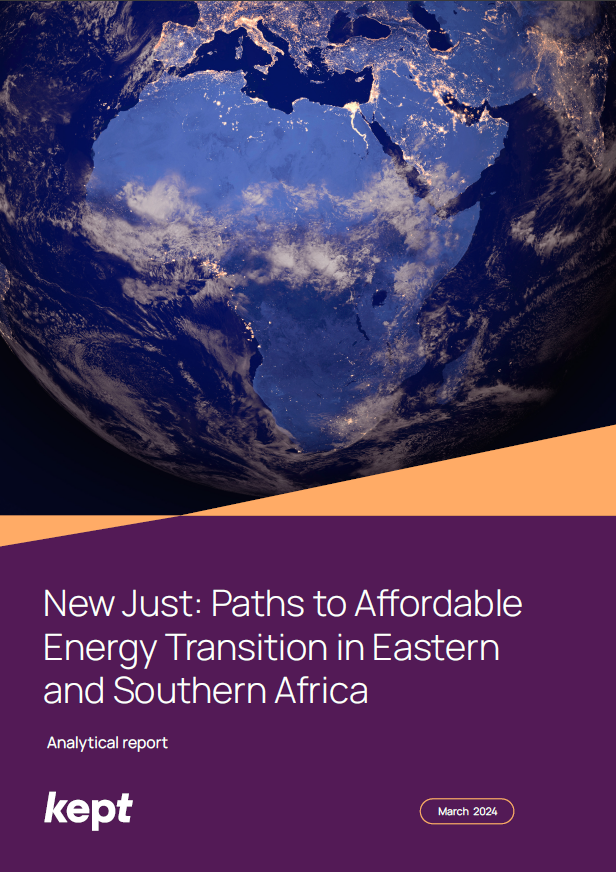 New Just: Paths to Affordable
Energy Transition in Eastern
and Southern Africa
Analytical report
kept
March 2024